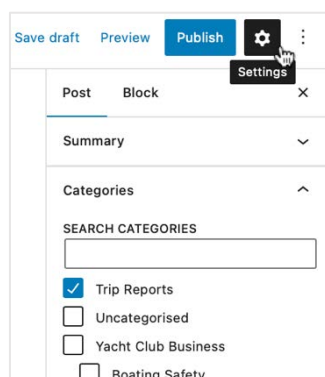 Save draft Preview Publish
Settings
Post Block
Summary
Categories
SEARCH CATEGORIES
Trip Reports
Uncategorised
Yacht Club Business
Boating Safety